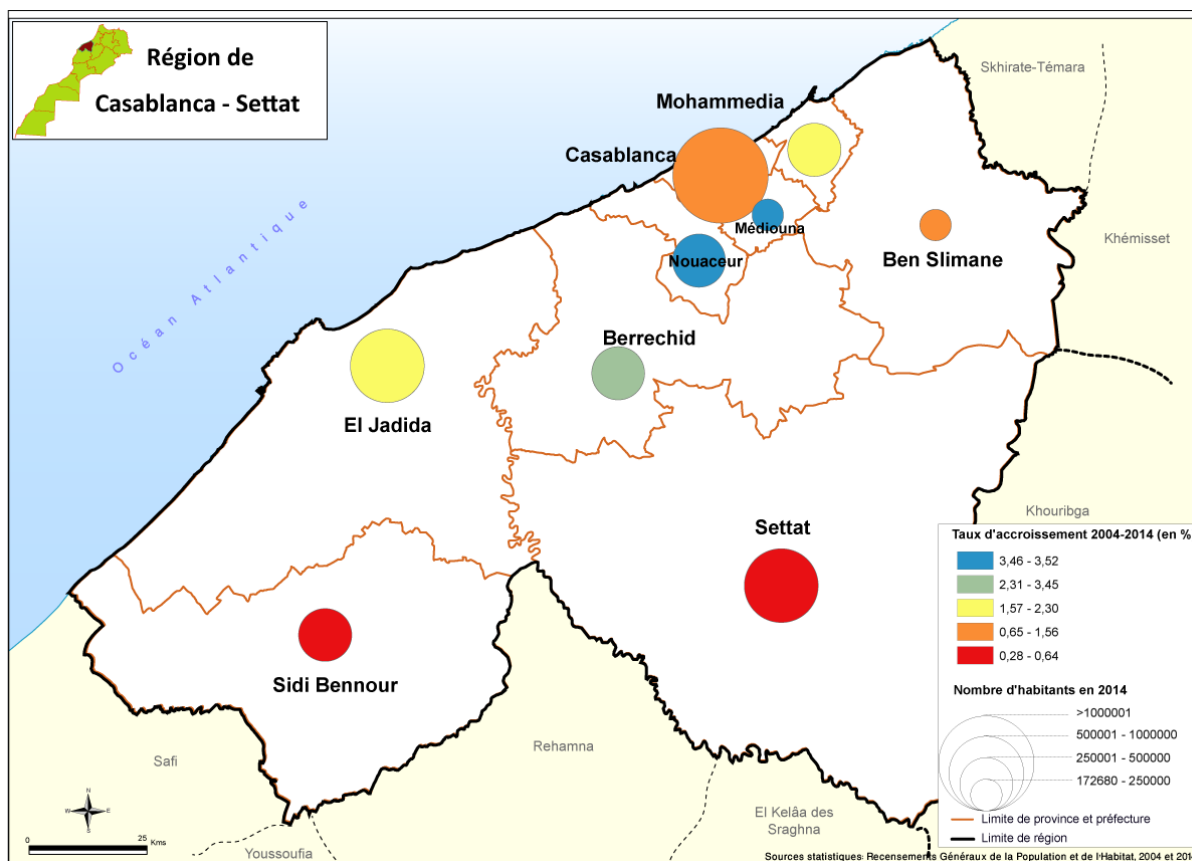 Région de
Casablanca - Settat
Skhirate-Témara
Mohammedia
Casablanca
Médiouna
Khémisset
Nouaceur
Ben Slimane
Océan Atlantique
Berrechid
El Jadida
Settat
Khouribga
Sidi Bennour
Safi
Rehamna
El Kelâa des
Sraghna
Youssoufia
Taux d'accroissement 2004-2014 (en %
3,46 - 3,52
2,31 - 3,45
1,57 - 2,30
0,65 - 1,56
0,28 - 0,64
Nombre d'habitants en 2014
>1000001
500001 - 1000000
250001 - 500000
172680 - 250000
Limite de province et préfecture
Limite de région
N
W E
S
0 25
Kms
Sources statistiques: Recensements Généraux de la Population et de l'Habitat, 2004 et 201